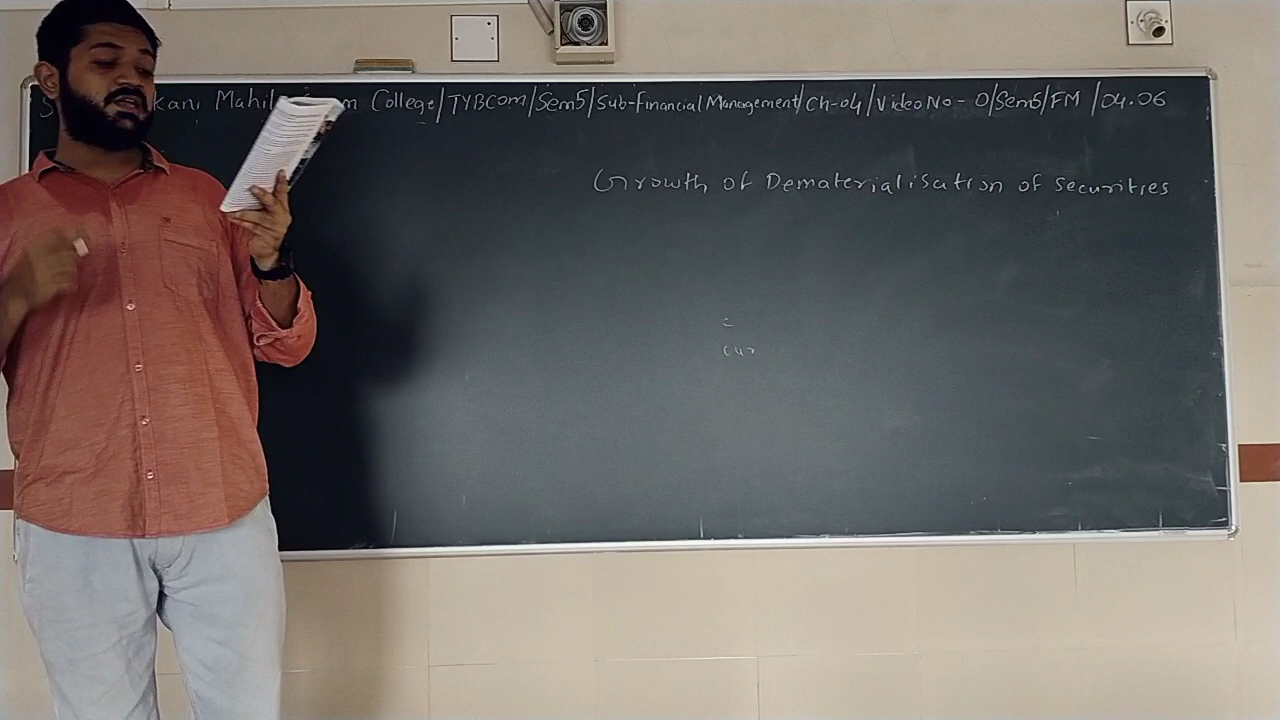 kani Mahila College/TYBCOM/Sem5/Sub-Financial Management/Ch-04/Video No - 0/Sem5/FM/04.06
Growth of Dematerialisation of securities